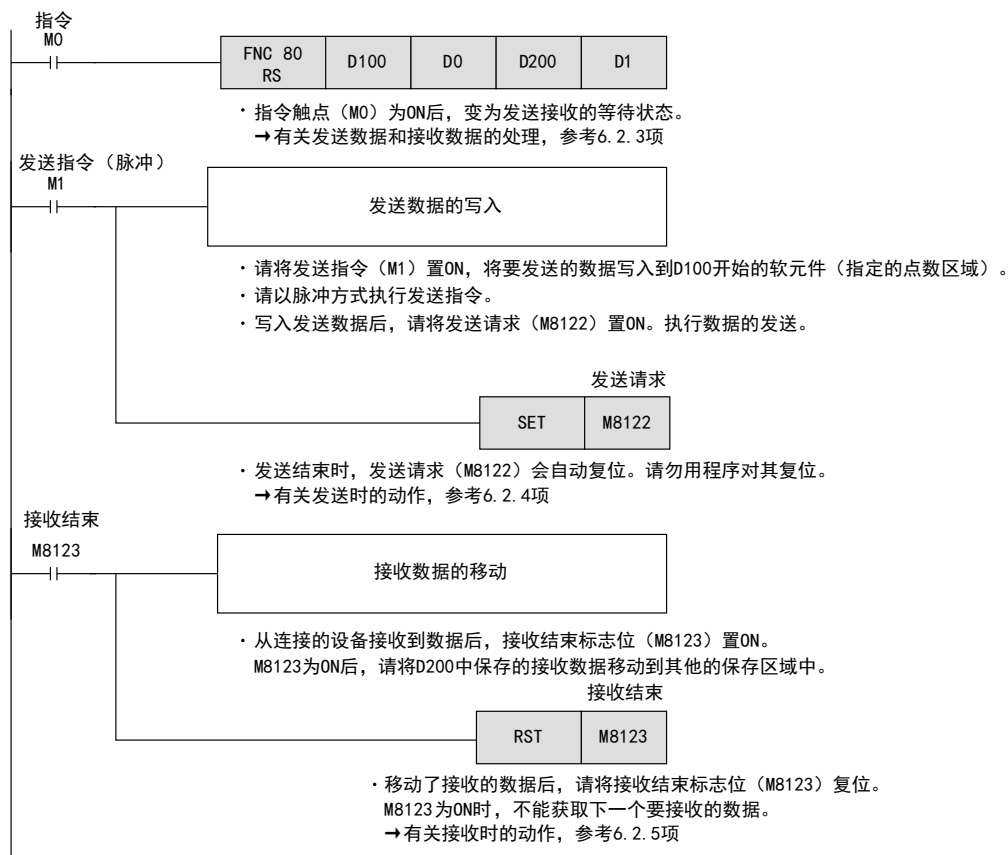 指令
M0
FNC 80
RS
D100
D0
D200
D1
・指令触点（M0）为ON后，变为发送接收的等待状态。
→有关发送数据和接收数据的处理，参考6.2.3项
发送指令（脉冲）
M1
发送数据的写入
・请将发送指令（M1）置ON，将要发送的数据写入到D100开始的软元件（指定的点数区域）。
・请以脉冲方式执行发送指令。
・写入发送数据后，请将发送请求（M8122）置ON。执行数据的发送。
发送请求
SET
M8122
・发送结束时，发送请求（M8122）会自动复位。请勿用程序对其复位。
→有关发送时的动作，参考6.2.4项
接收结束
M8123
接收数据的移动
・从连接的设备接收到数据后，接收结束标志位（M8123）置ON。
M8123为ON后，请将D200中保存的接收数据移动到其他的保存区域中。
接收结束
RST
M8123
・移动了接收的数据后，请将接收结束标志位（M8123）复位。
M8123为ON时，不能获取下一个要接收的数据。
→有关接收时的动作，参考6.2.5项